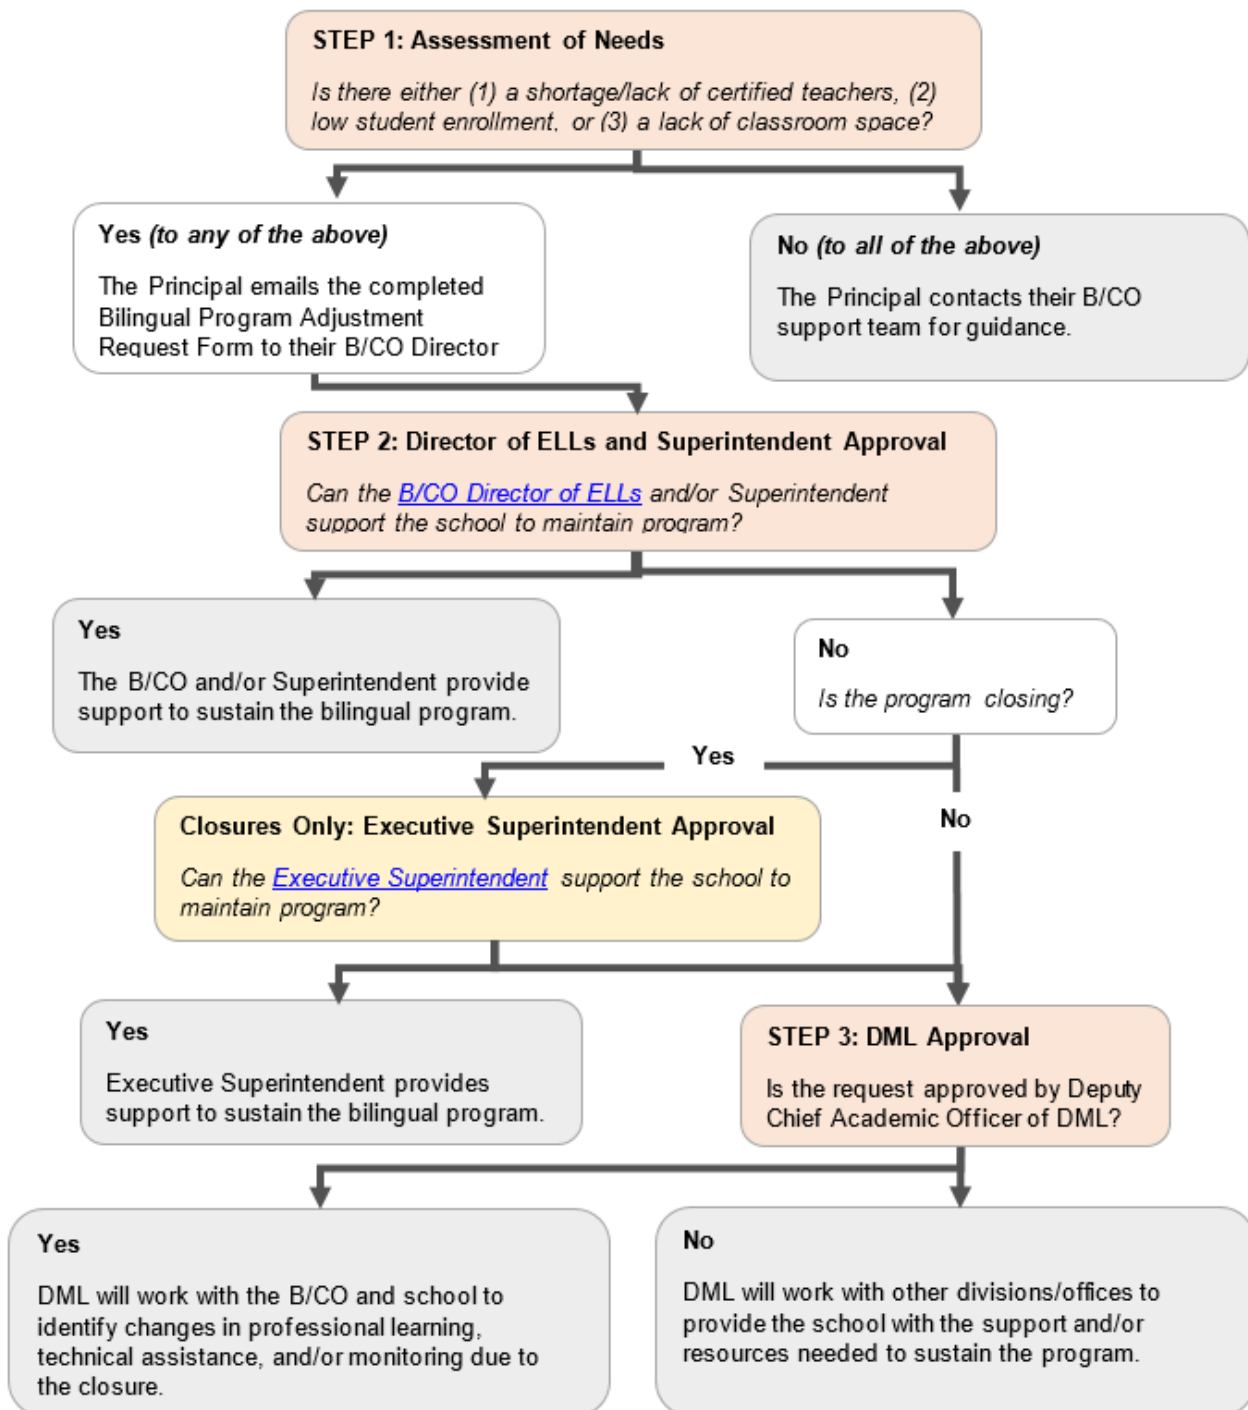 STEP 1: Assessment of Needs
Is there either (1) a shortage/lack of certified teachers, (2)
low student enrollment, or (3) a lack of classroom space?
Yes (to any of the above)
The Principal emails the completed
Bilingual Program Adjustment
Request Form to their B/CO Director
No (to all of the above)
The Principal contacts their B/CO
support team for guidance.
STEP 2: Director of ELLs and Superintendent Approval
Can the B/CO Director of ELLs and/or Superintendent
support the school to maintain program?
Yes
The B/CO and/or Superintendent provide
support to sustain the bilingual program.
No
Is the program closing?
Yes
No
Closures Only: Executive Superintendent Approval
Can the Executive Superintendent support the school to
maintain program?
Yes
Executive Superintendent provides
support to sustain the bilingual program.
STEP 3: DML Approval
Is the request approved by Deputy
Chief Academic Officer of DML?
Yes
DML will work with the B/CO and school to
identify changes in professional learning,
technical assistance, and/or monitoring due to
the closure.
No
DML will work with other divisions/offices to
provide the school with the support and/or
resources needed to sustain the program.